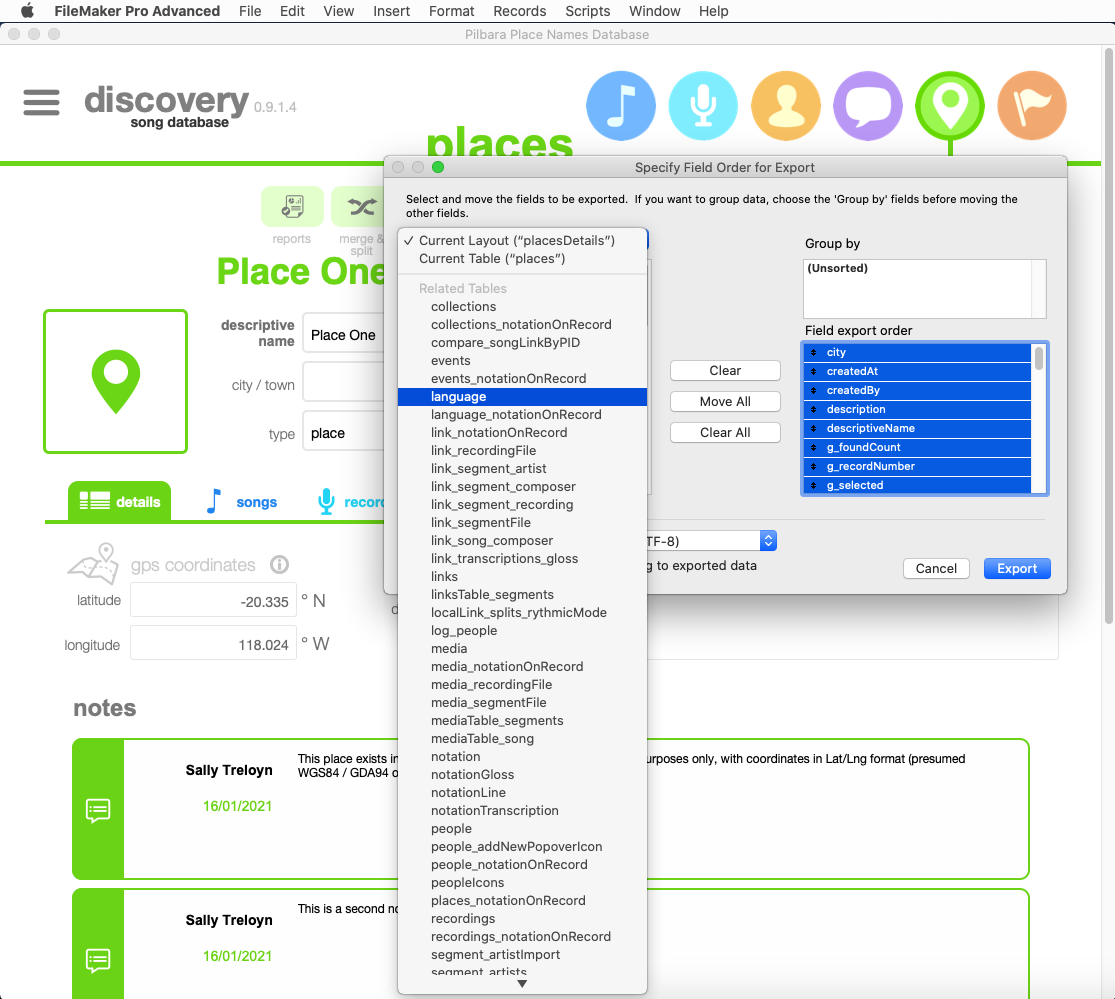 FileMaker Pro Advanced File Edit View Insert Format Records Scripts Window Help
Pilbara Place Names Database
discovery 0.9.1.4
song database
places
reports
merge &
split
Place One
descriptive
name
Place One
city / town
type
place
details
songs
gps coordinates
latitude
-20.335
° N
longitude
118.024
° W
notes
Sally Treloyn
16/01/2021
This place exists in
urposes only, with coordinates in Lat/Lng format (presumed
WGS84 / GDA94
Sally Treloyn
16/01/2021
This is a second
Specify Field Order for Export
Select and move the fields to be exported. If you want to group data, choose the 'Group by' fields before moving the
other fields.
✓ Current Layout (“placesDetails”)
Current Table (“places”)
Related Tables
collections
collections_notationOnRecord
compare_songLinkByPID
events
events_notationOnRecord
language
language_notationOnRecord
link_notationOnRecord
link_recordingFile
link_segment_artist
link_segment_composer
link_segment_recording
link_segmentFile
link_song_composer
link_transcriptions_gloss
links
linksTable_segments
localLink_splits_rythmicMode
log_people
media
media_notationOnRecord
media_recordingFile
media_segmentFile
mediaTable_segments
mediaTable_song
notation
notationGloss
notationLine
notationTranscription
people
people_addNewPopoverIcon
people_notationOnRecord
peopleIcons
places_notationOnRecord
recordings
recordings_notationOnRecord
segment_artistImport
segment_artists
Clear
Move All
Clear All
Group by
(Unsorted)
Field export order
city
createdAt
createdBy
description
descriptiveName
g_foundCount
g_recordNumber
g_selected
TF-8)
g to exported data
Cancel
Export